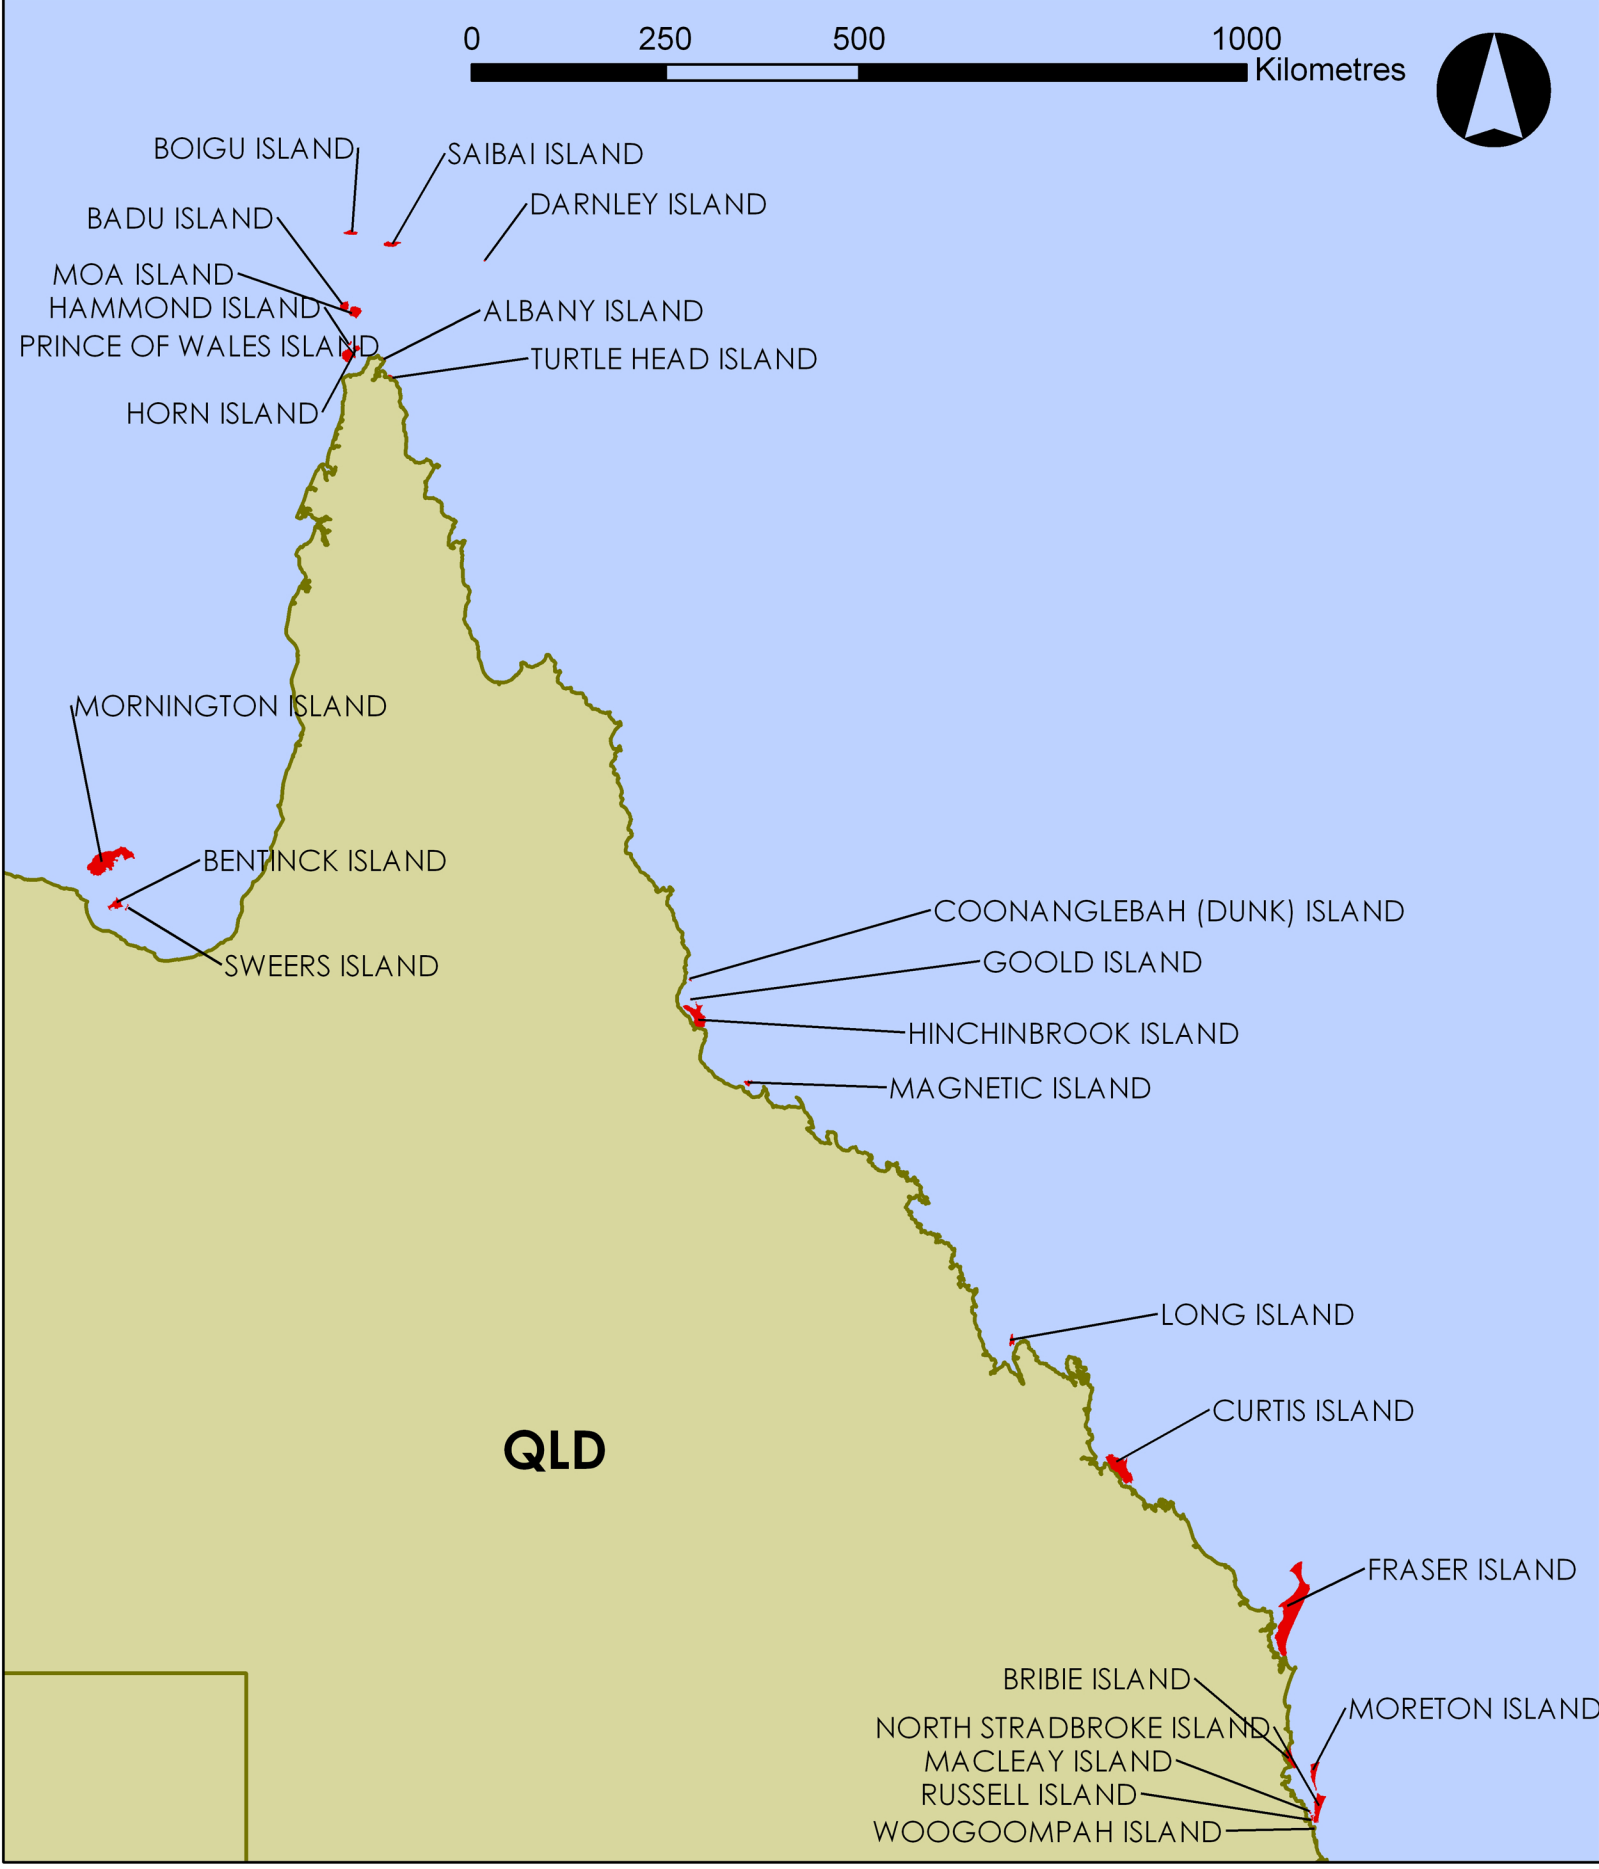 0 250 500 1000
Kilometres
BOIGU ISLAND
SAIBAI ISLAND
DARNLEY ISLAND
BADU ISLAND
MOA ISLAND
HAMMOND ISLAND
ALBANY ISLAND
PRINCE OF WALES ISLAND
TURTLE HEAD ISLAND
HORN ISLAND
MORNINGTON ISLAND
BENTINCK ISLAND
COONANGLEBAH (DUNK) ISLAND
GOOLD ISLAND
SWEERS ISLAND
HINCHINBROOK ISLAND
MAGNETIC ISLAND
LONG ISLAND
CURTIS ISLAND
QLD
FRASER ISLAND
BRIBIE ISLAND
MORETON ISLAND
NORTH STRADBROKE ISLAND
MACLEAY ISLAND
RUSSELL ISLAND
WOOGOOMPAH ISLAND